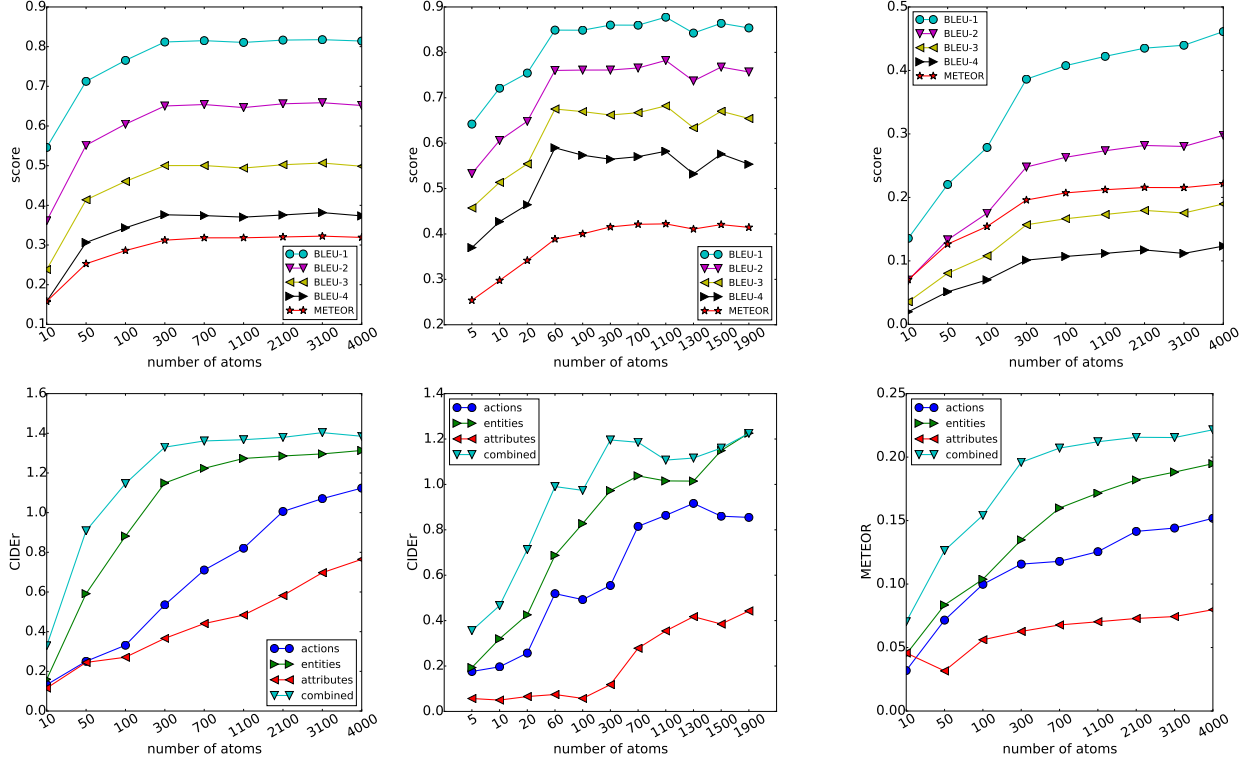 0.9
0.8
0.7
0.6
0.5
0.4
0.3
0.2
0.1
score
10 50 100 300 700 1100 2100 3100 4000
number of atoms
BLEU-1
BLEU-2
BLEU-3
BLEU-4
METEOR
0.9
0.8
0.7
0.6
0.5
0.4
0.3
0.2
score
5 10 20 60 100 300 700 1100 1300 1500 1900
number of atoms
BLEU-1
BLEU-2
BLEU-3
BLEU-4
METEOR
0.5
0.4
0.3
0.2
0.1
0.0
score
10 50 100 300 700 1100 2100 3100 4000
number of atoms
BLEU-1
BLEU-2
BLEU-3
BLEU-4
METEOR
1.6
1.4
1.2
1.0
0.8
0.6
0.4
0.2
0.0
CIDEr
10 50 100 300 700 1100 2100 3100 4000
number of atoms
actions
entities
attributes
combined
1.4
1.2
1.0
0.8
0.6
0.4
0.2
0.0
CIDEr
5 10 20 60 100 300 700 1100 1300 1500 1900
number of atoms
actions
entities
attributes
combined
0.25
0.20
0.15
0.10
0.05
0.00
METEOR
10 50 100 300 700 1100 2100 3100 4000
number of atoms
actions
entities
attributes
combined